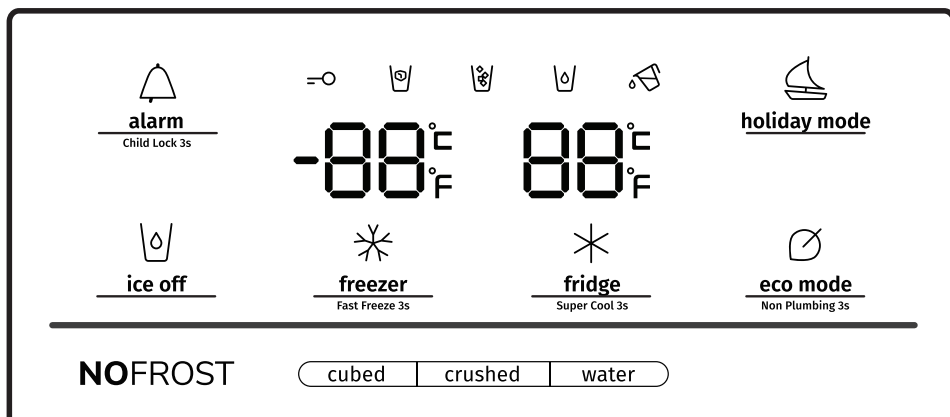 -88 °C °F 88 °C °F
alarm
Child Lock 3s
holiday mode
ice off
freezer
Fast Freeze 3s
fridge
Super Cool 3s
eco mode
Non Plumbing 3s
NOFROST
cubed crushed water